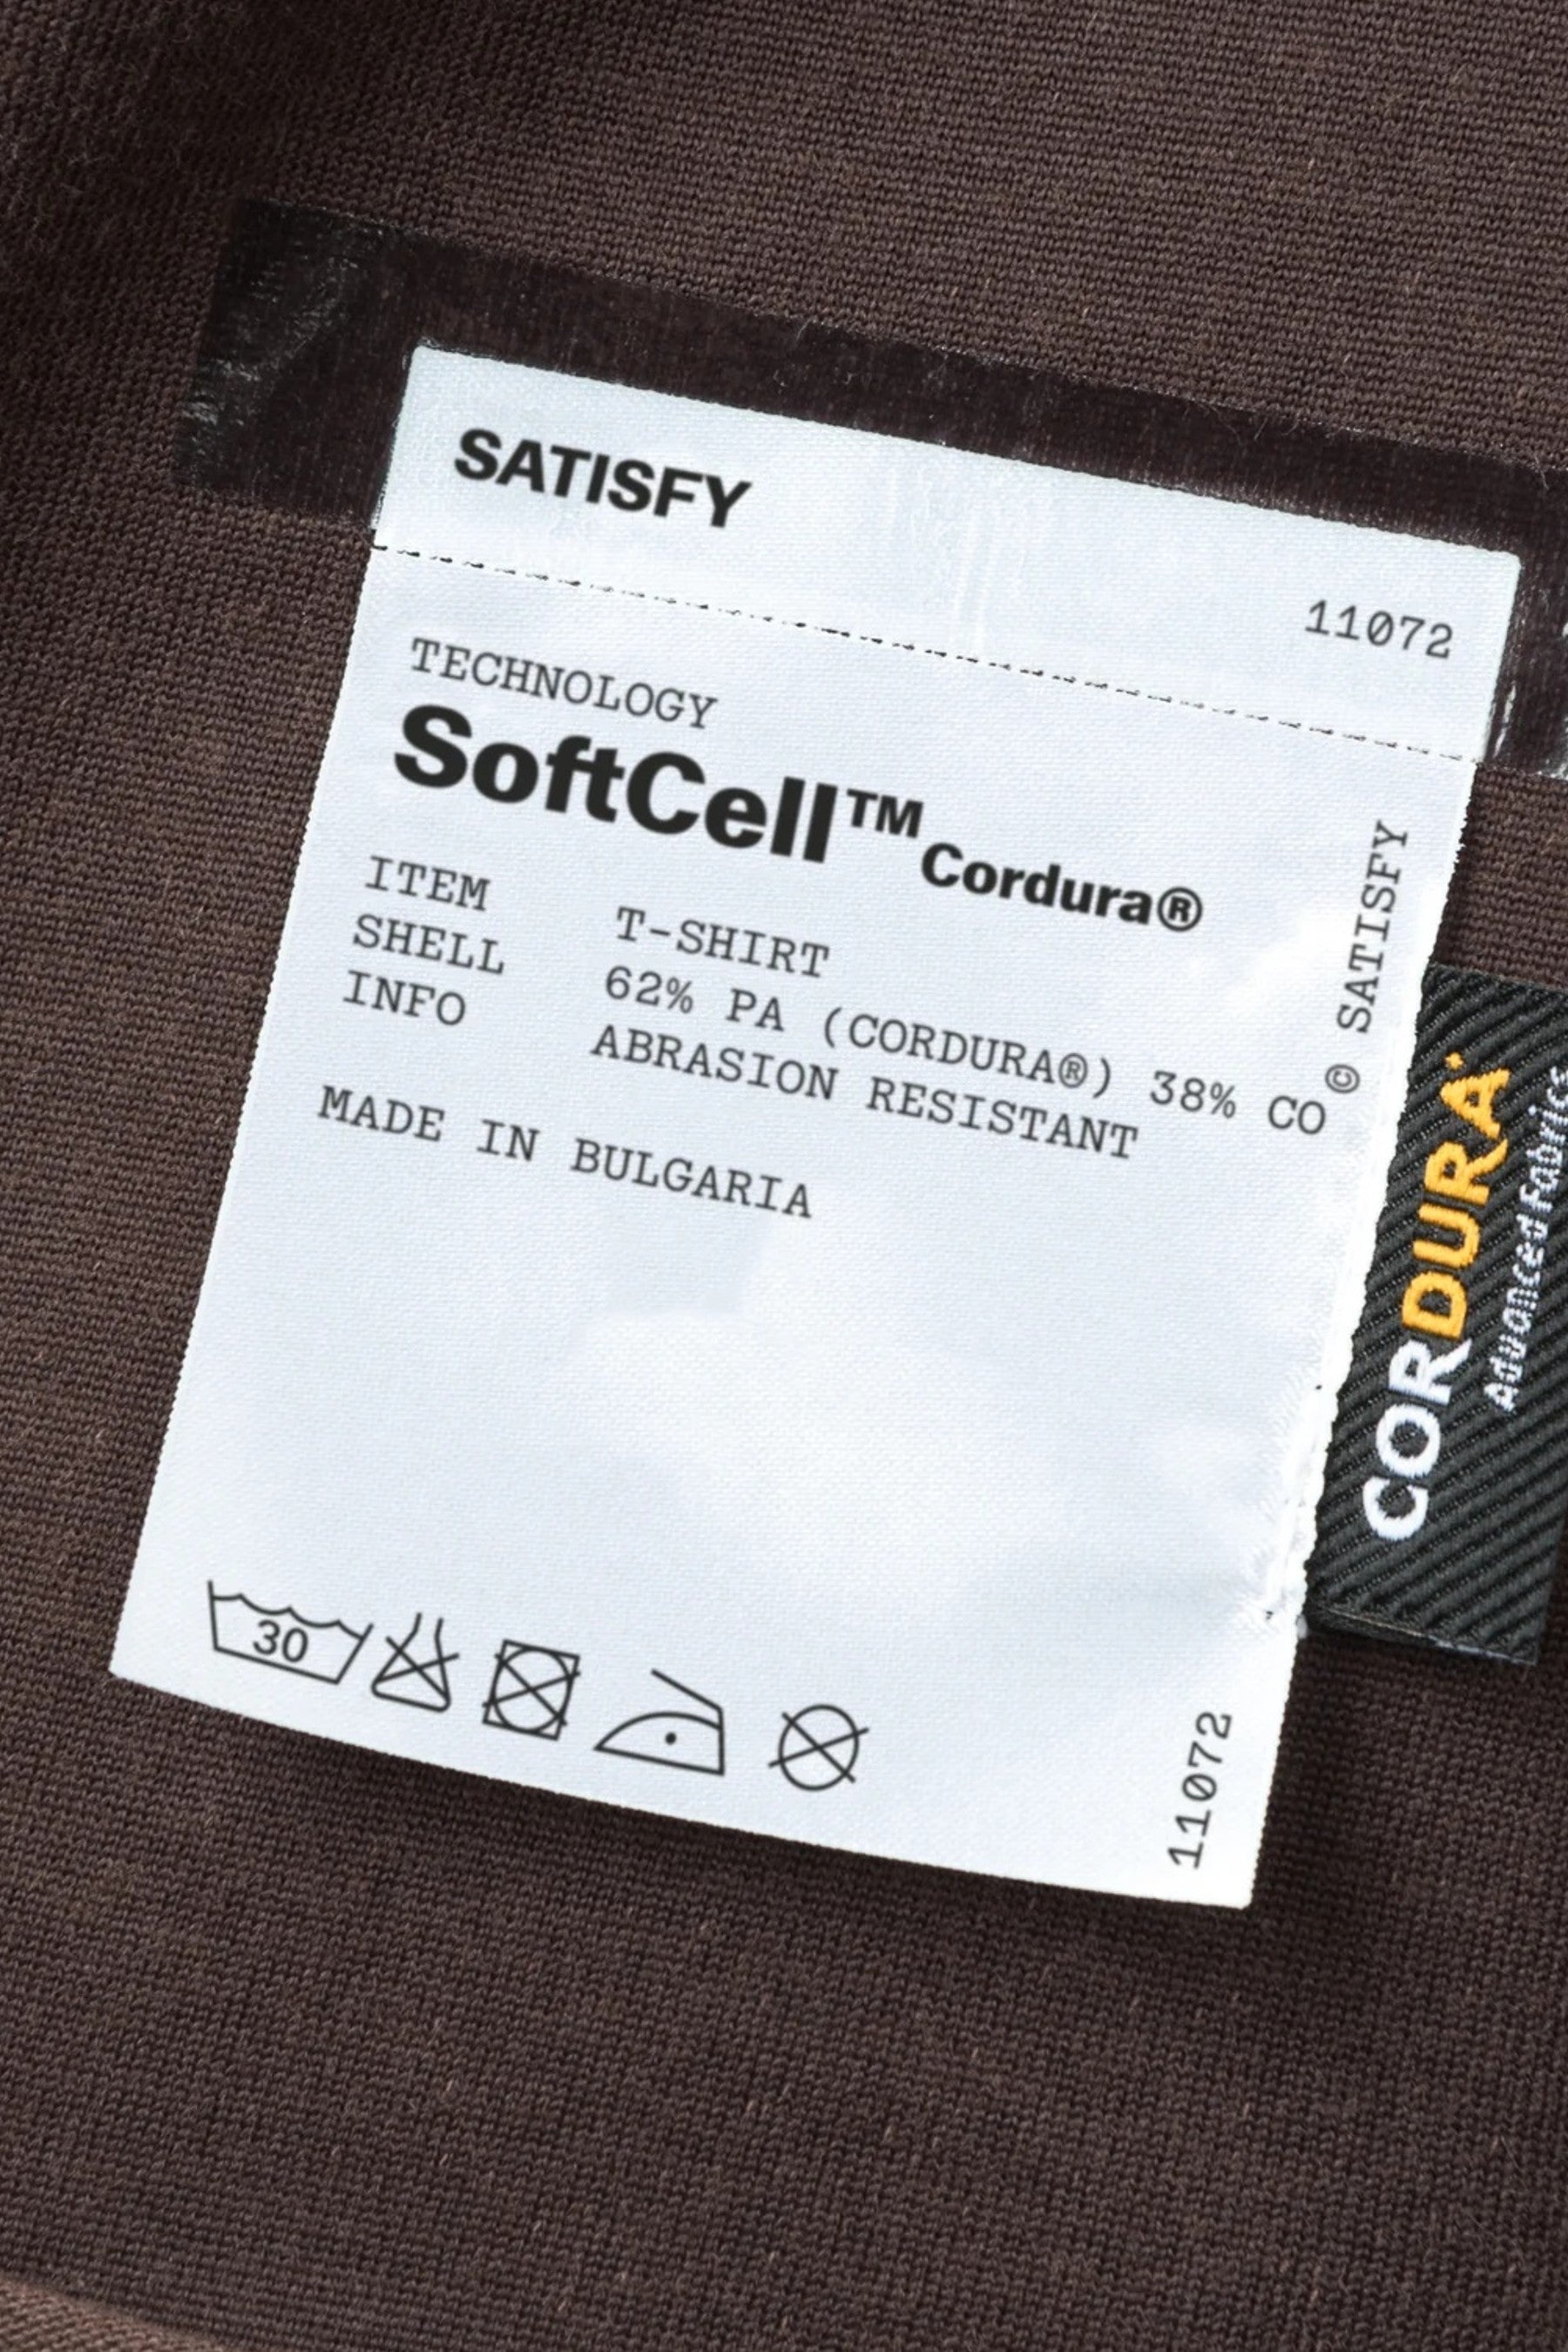 SATISFY
11072
TECHNOLOGY
SoftCell™ Cordura®
ITEM T-SHIRT
SHELL 62% PA (CORDURA®) 38% CO
INFO ABRASION RESISTANT
MADE IN BULGARIA
© SATISFY
30
11072
CORDURA
Advanced Fabrics